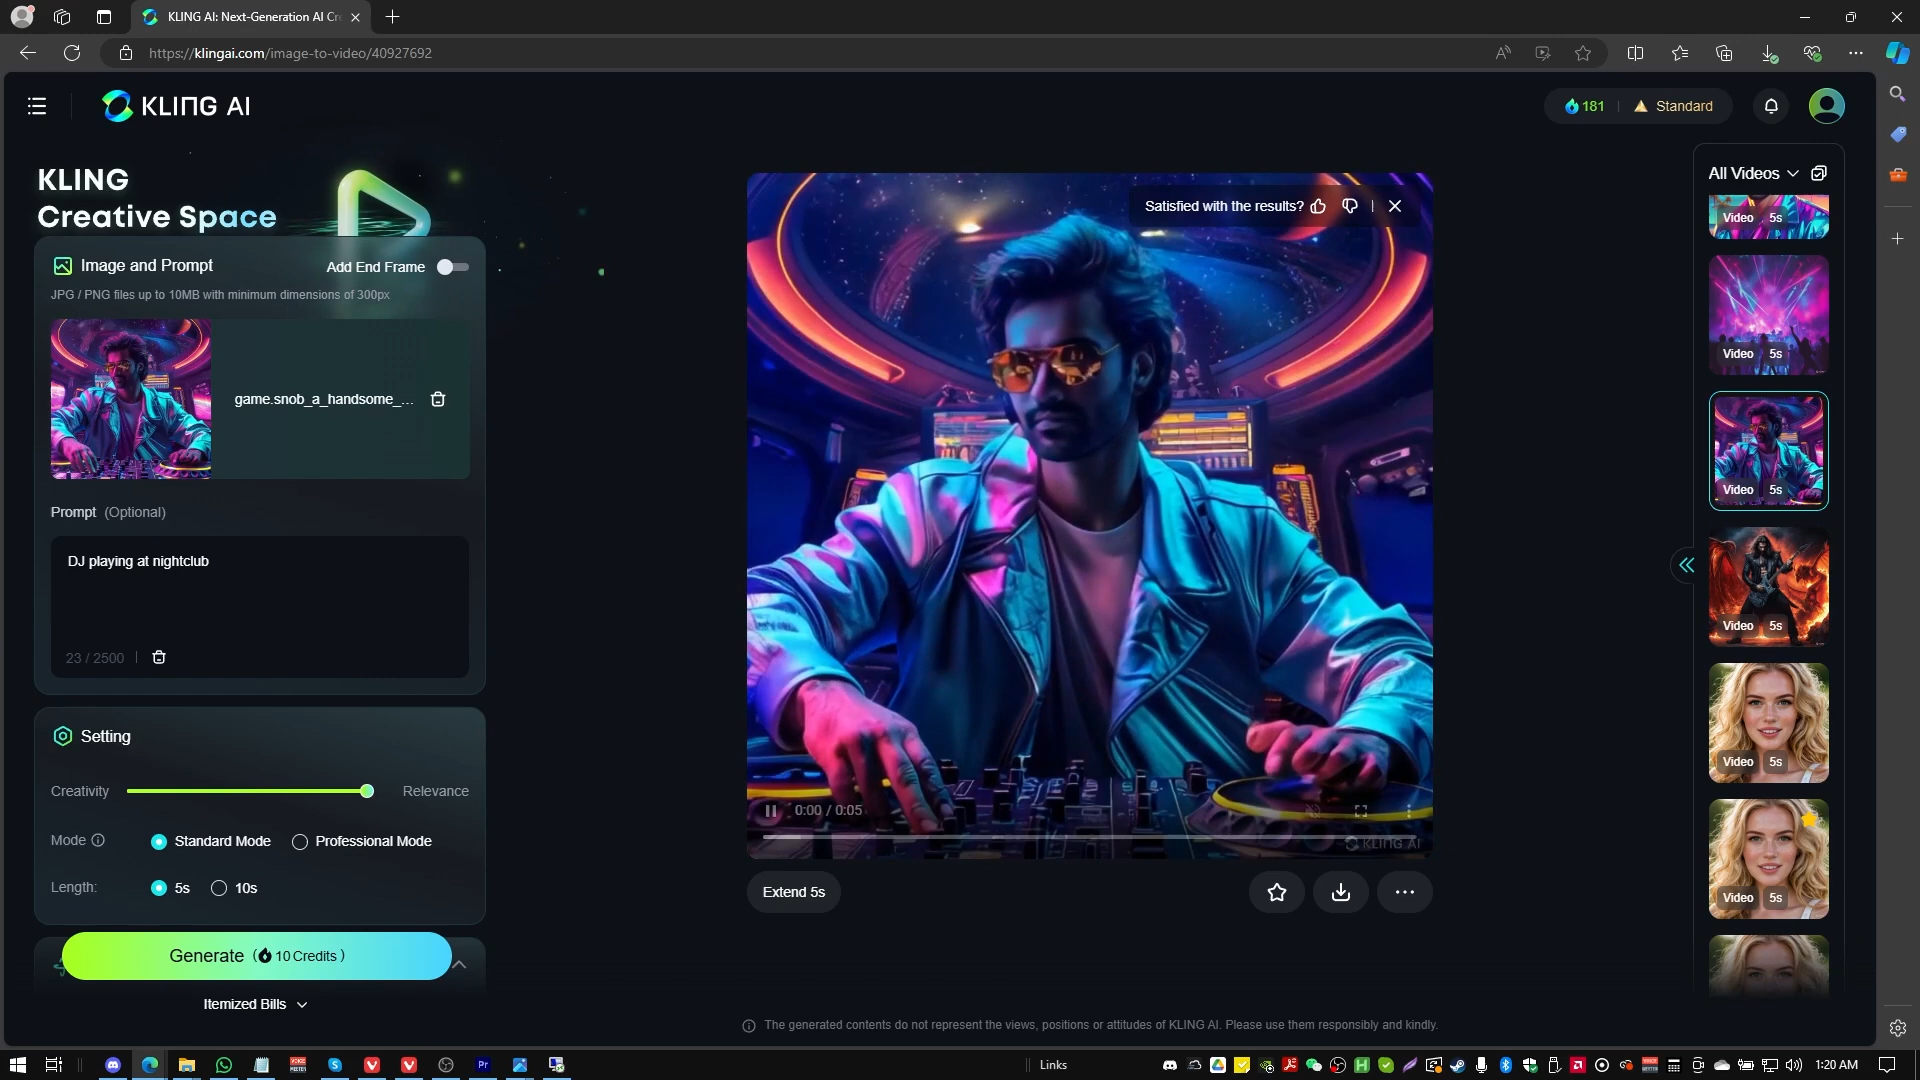 KLING AI: Next-Generation AI Cr
https://klingai.com/image-to-video/40927692
KLING AI
181
Standard
KLING
Creative Space
Image and Prompt
Add End Frame
JPG / PNG files up to 10MB with minimum dimensions of 300px
game.snob_a_handsome_...
Prompt (Optional)
DJ playing at nightclub
23 / 2500
Setting
Creativity
Relevance
Mode
Standard Mode
Professional Mode
Length:
5s
10s
Generate ( 10 Credits )
Itemized Bills
Satisfied with the results?
0:00 / 0:05
KLING AI
Extend 5s
The generated contents do not represent the views, positions or attitudes of KLING AI. Please use them responsibly and kindly.
All Videos
Video 5s
Video 5s
Video 5s
Video 5s
Video 5s
Video 5s
Pr
Links
1:20 AM